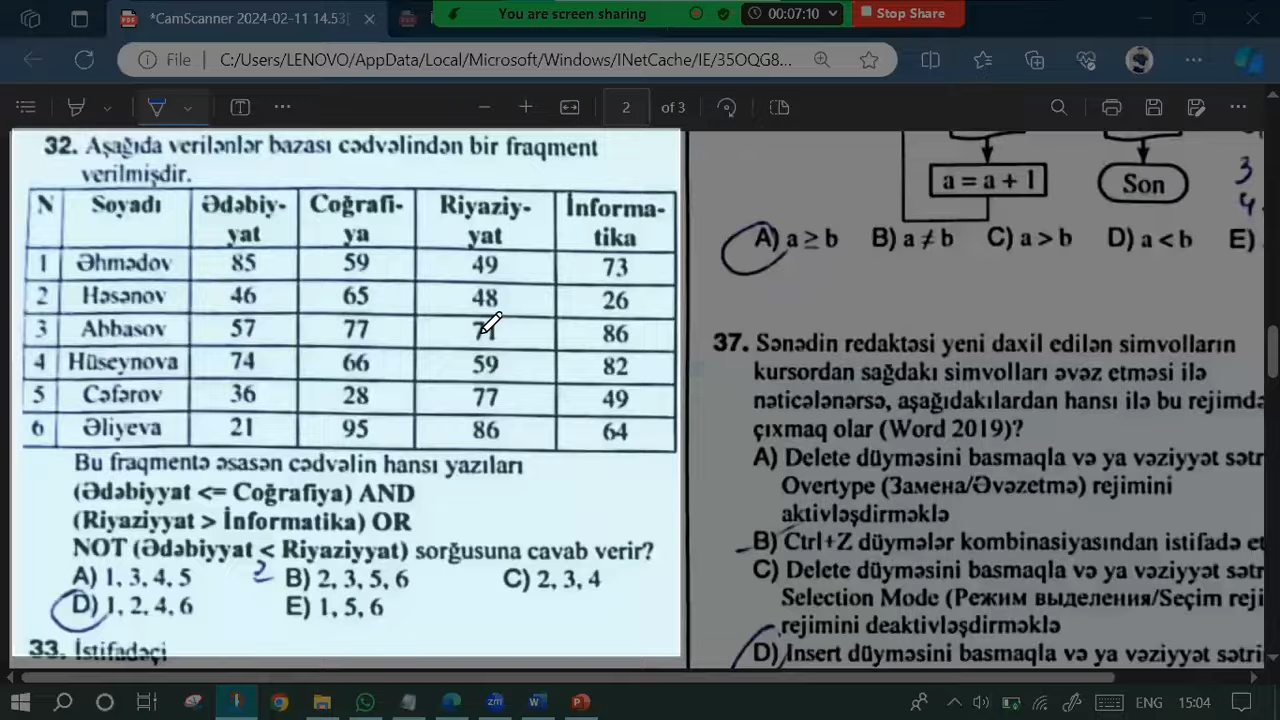 *CamScanner 2024-02-11 14.53
You are screen sharing
00:07:10
Stop Share
File
C:/Users/LENOVO/AppData/Local/Microsoft/Windows/INetCache/IE/35OQG8...
2 of 3
32. Aşağıda verilənlər bazası cədvəlindən bir fraqment
verilmişdir.
N Soyadı Ədəbiy- Coğrafi- Riyaziy- İnforma-
yat ya yat tika
1 Əhmədov 85 59 49 73
2 Həsənov 46 65 48 26
3 Abbasov 57 77 71 86
4 Hüseynova 74 66 59 82
5 Cəfərov 36 28 77 49
6 Əliyeva 21 95 86 64
Bu fraqmentə əsasən cədvəlin hansı yazıları
(Ədəbiyyat <= Coğrafiya) AND
(Riyaziyyat > İnformatika) OR
NOT (Ədəbiyyat < Riyaziyyat) sorğusuna cavab verir?
A) 1, 3, 4, 5 2 B) 2, 3, 5, 6 C) 2, 3, 4
D) 1, 2, 4, 6 E) 1, 5, 6
33. İstifadəçi
a = a + 1
Son
3
4
A) a ≥ b B) a ≠ b C) a > b D) a < b E)
37. Sənədin redaktəsi yeni daxil edilən simvolların
kursordan sağdakı simvolları əvəz etməsi ilə
nəticələnərsə, aşağıdakılardan hansı ilə bu rejimdə
çıxmaq olar (Word 2019)?
A) Delete düyməsini basmaqla və ya vəziyyət sətr
Overtype (Замена/Əvəzetmə) rejimini
aktivləşdirməklə
B) Ctrl+Z düymələr kombinasiyasından istifadə et
C) Delete düyməsini basmaqla və ya vəziyyət sətr
Selection Mode (Режим выделения/Seçim reji
rejimini deaktivləşdirməklə
D) Insert düyməsini basmaqla və ya vəziyyət sətri
ENG 15:04